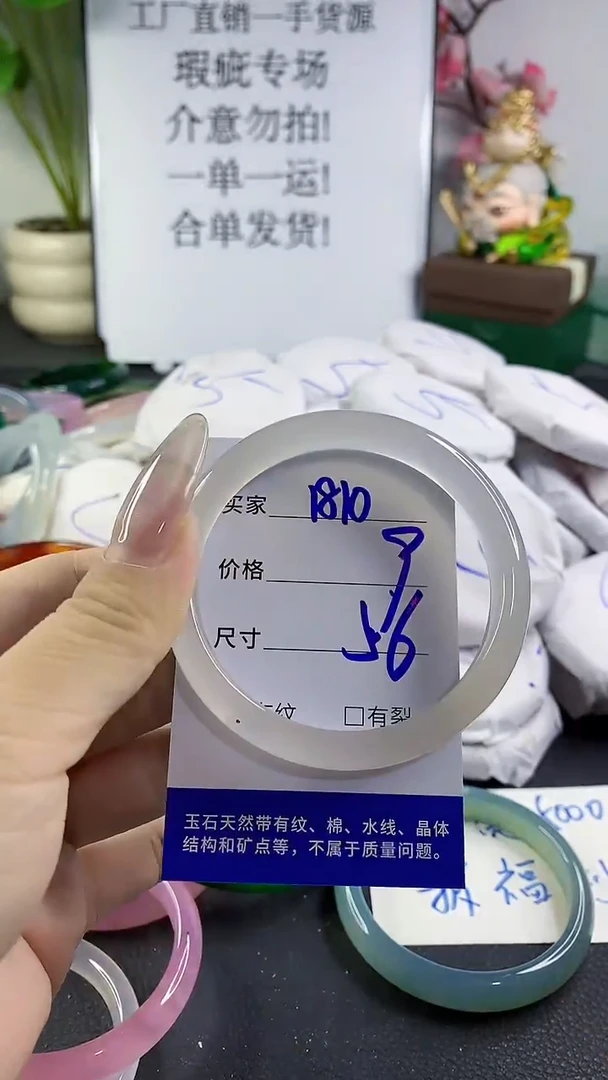 工厂直销一手货源
瑕疵专场
介意勿拍!
一单一运!
合单发货!
买家 1810
价格 9
尺寸 56
纹 □有裂
玉石天然带有纹、棉、水线、晶体
结构和矿点等，不属于质量问题。
福